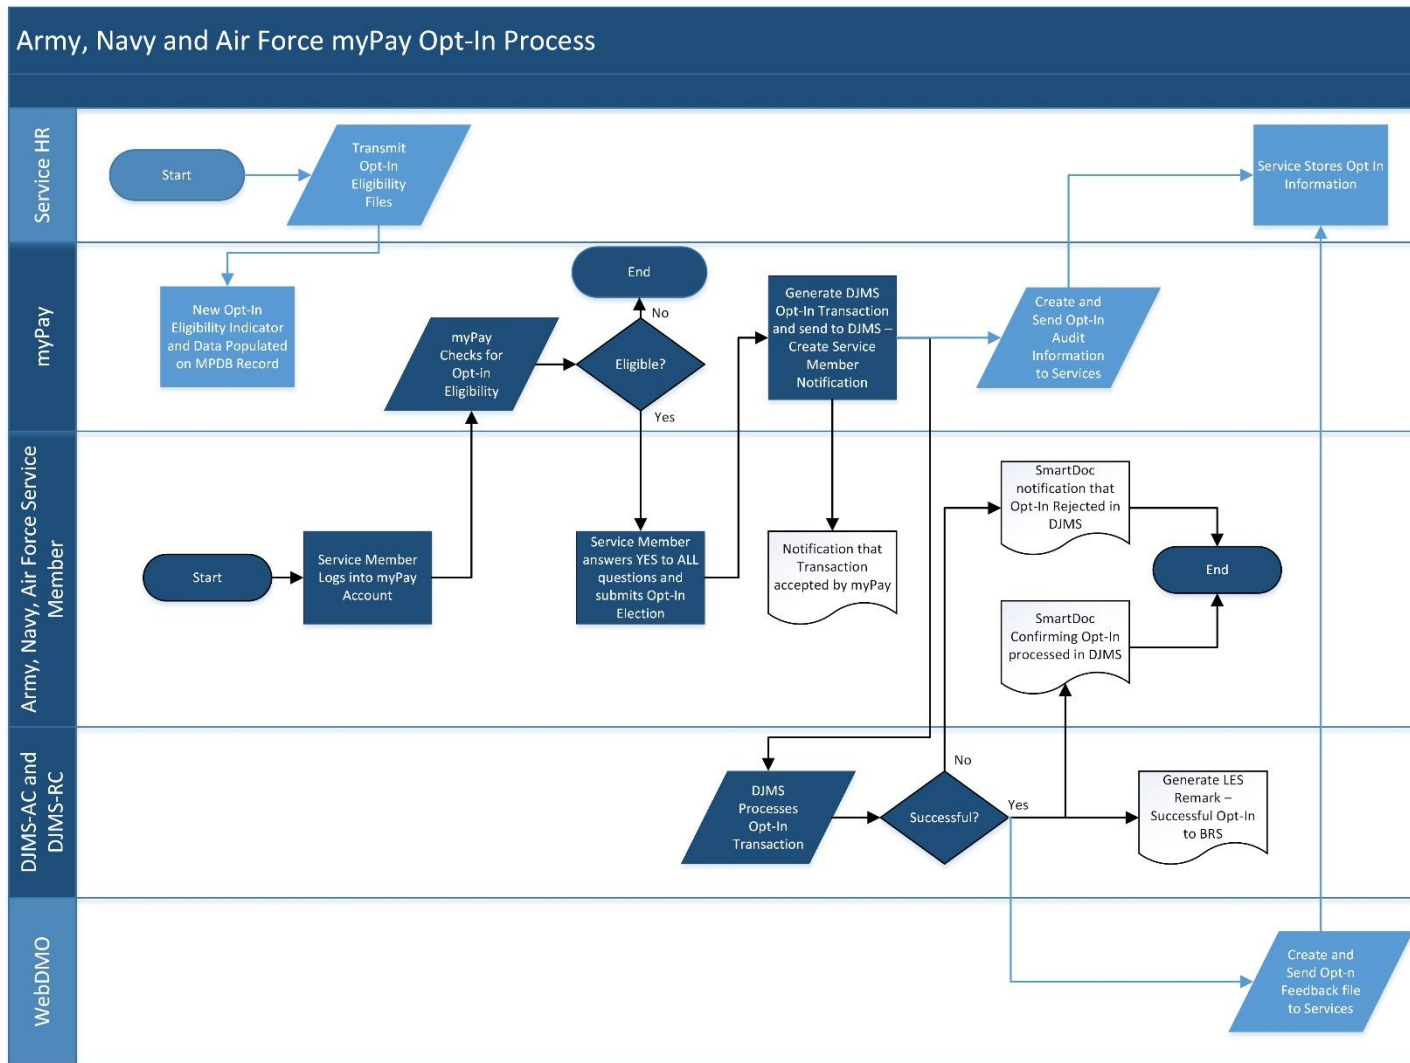 Army, Navy and Air Force myPay Opt-In Process
Service HR
Start
Transmit
Opt-In
Eligibility
Files
Service Stores Opt In
Information
myPay
New Opt-In
Eligibility Indicator
and Data Populated
on MPDB Record
myPay
Checks for
Opt-in
Eligibility
End
No
Eligible?
Yes
Generate DJMS
Opt-In Transaction
and send to DJMS –
Create Service
Member
Notification
Create and
Send Opt-In
Audit
Information
to Services
Army, Navy, Air Force Service
Member
Start
Service Member
Logs into myPay
Account
Service Member
answers YES to ALL
questions and
submits Opt-In
Election
Notification that
Transaction
accepted by myPay
SmartDoc
notification that
Opt-In Rejected in
DJMS
End
SmartDoc
Confirming Opt-In
processed in DJMS
DJMS-AC and
DJMS-RC
DJMS
Processes
Opt-In
Transaction
No
Successful?
Yes
Generate LES
Remark –
Successful Opt-In
to BRS
WebDMO
Create and
Send Opt-n
Feedback file
to Services